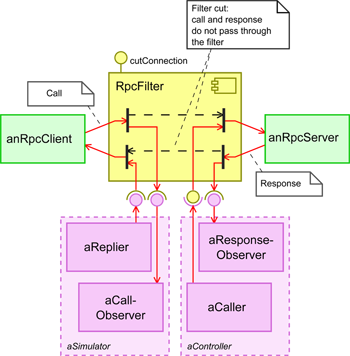 Filter cut:
call and response
do not pass through
the filter
cutConnection
RpcFilter
Call
anRpcClient
anRpcServer
Response
aReplier
aResponse-
Observer
aCall-
Observer
aCaller
aSimulator
aController